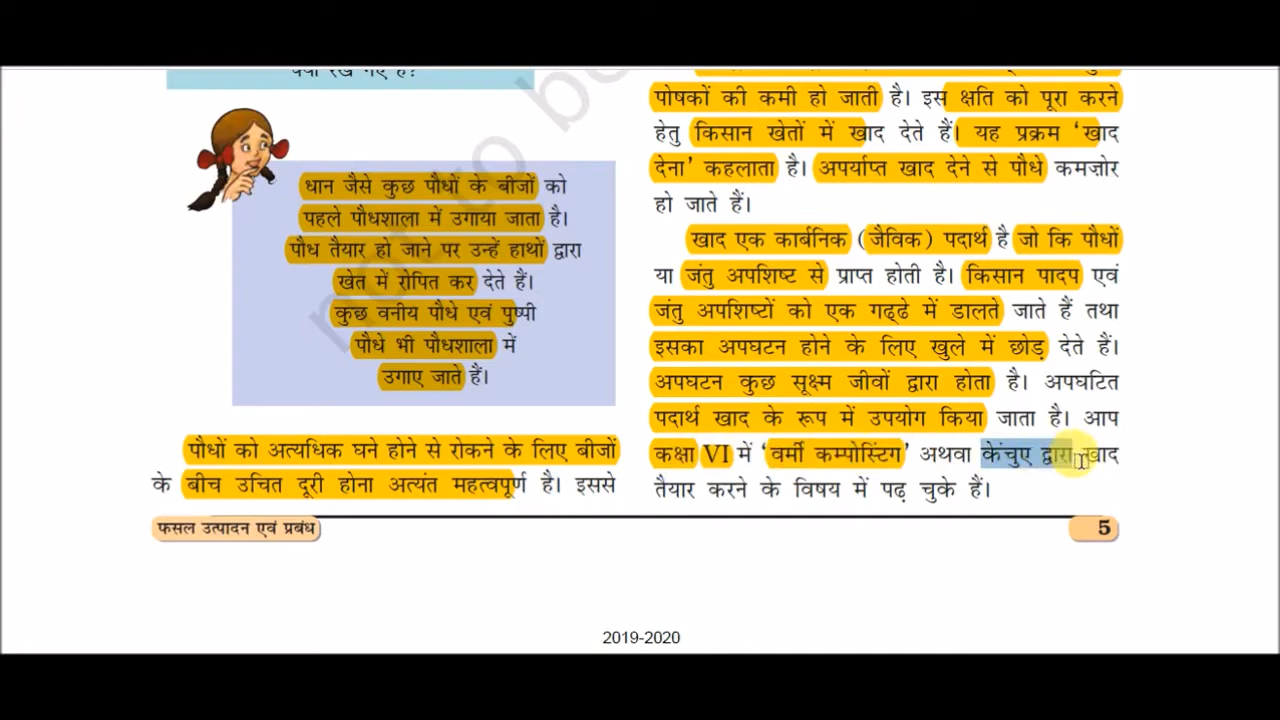 धान जैसे कुछ पौधों के बीजों को
पहले पौधशाला में उगाया जाता है।
पौध तैयार हो जाने पर उन्हें हाथों द्वारा
खेत में रोपित कर देते हैं।
कुछ वनीय पौधे एवं पुष्पी
पौधे भी पौधशाला में
उगाए जाते हैं।
पौधों को अत्यधिक घने होने से रोकने के लिए बीजों
के बीच उचित दूरी होना अत्यंत महत्वपूर्ण है। इससे
पोषकों की कमी हो जाती है। इस क्षति को पूरा करने
हेतु किसान खेतों में खाद देते हैं। यह प्रक्रम ‘खाद
देना’ कहलाता है। अपर्याप्त खाद देने से पौधे कमज़ोर
हो जाते हैं।
खाद एक कार्बनिक (जैविक) पदार्थ है जो कि पौधों
या जंतु अपशिष्ट से प्राप्त होती है। किसान पादप एवं
जंतु अपशिष्टों को एक गढ्ढे में डालते जाते हैं तथा
इसका अपघटन होने के लिए खुले में छोड़ देते हैं।
अपघटन कुछ सूक्ष्म जीवों द्वारा होता है। अपघटित
पदार्थ खाद के रूप में उपयोग किया जाता है। आप
कक्षा VI में ‘वर्मी कम्पोस्टिंग’ अथवा केंचुए द्वारा खाद
तैयार करने के विषय में पढ़ चुके हैं।
फसल उत्पादन एवं प्रबंध
5
2019-2020